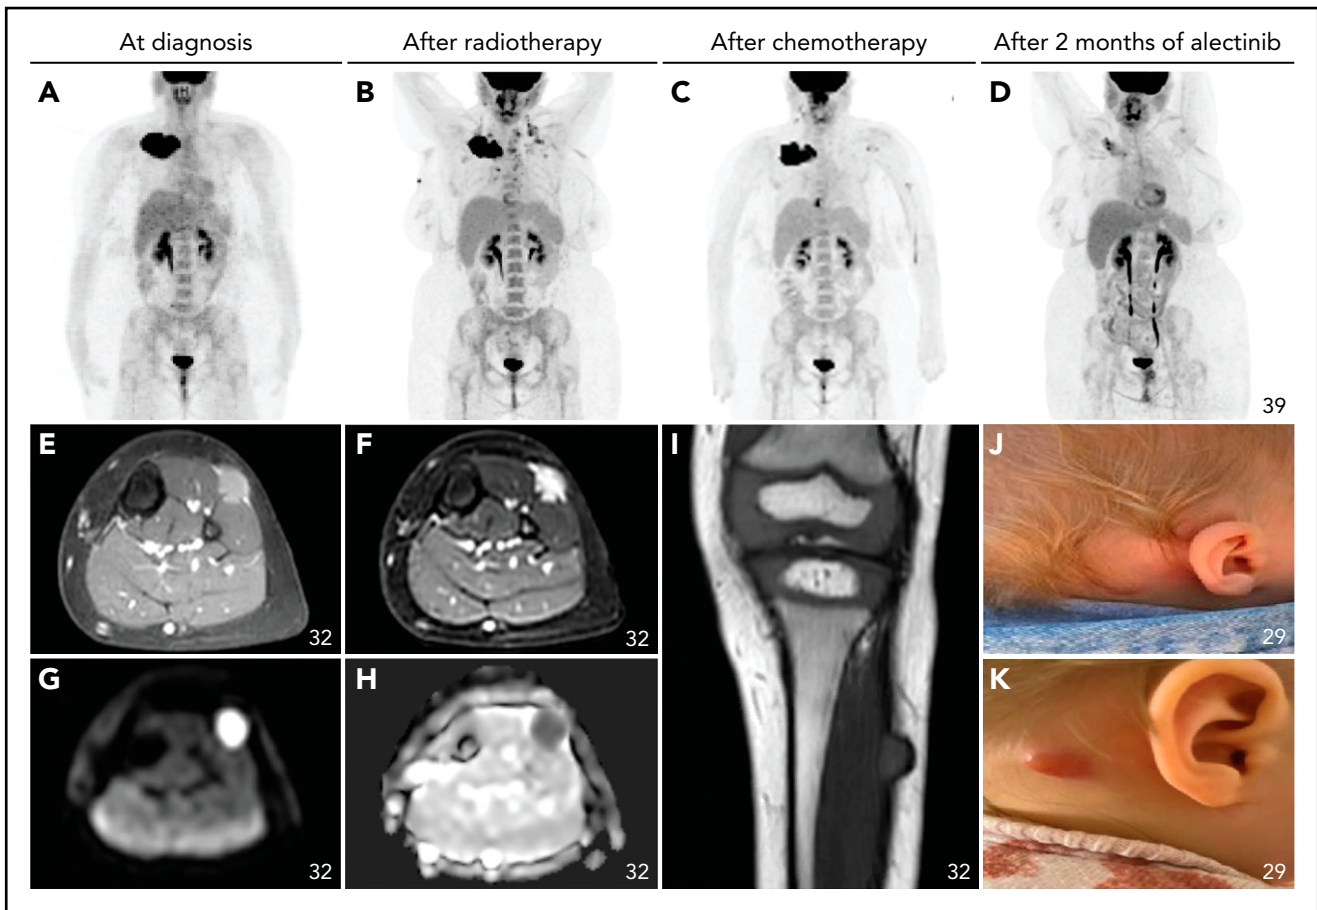 At diagnosis
After radiotherapy
After chemotherapy
After 2 months of alectinib
A
B
C
D
39
E
F
I
J
32
32
29
G
H
K
32
32
32
29